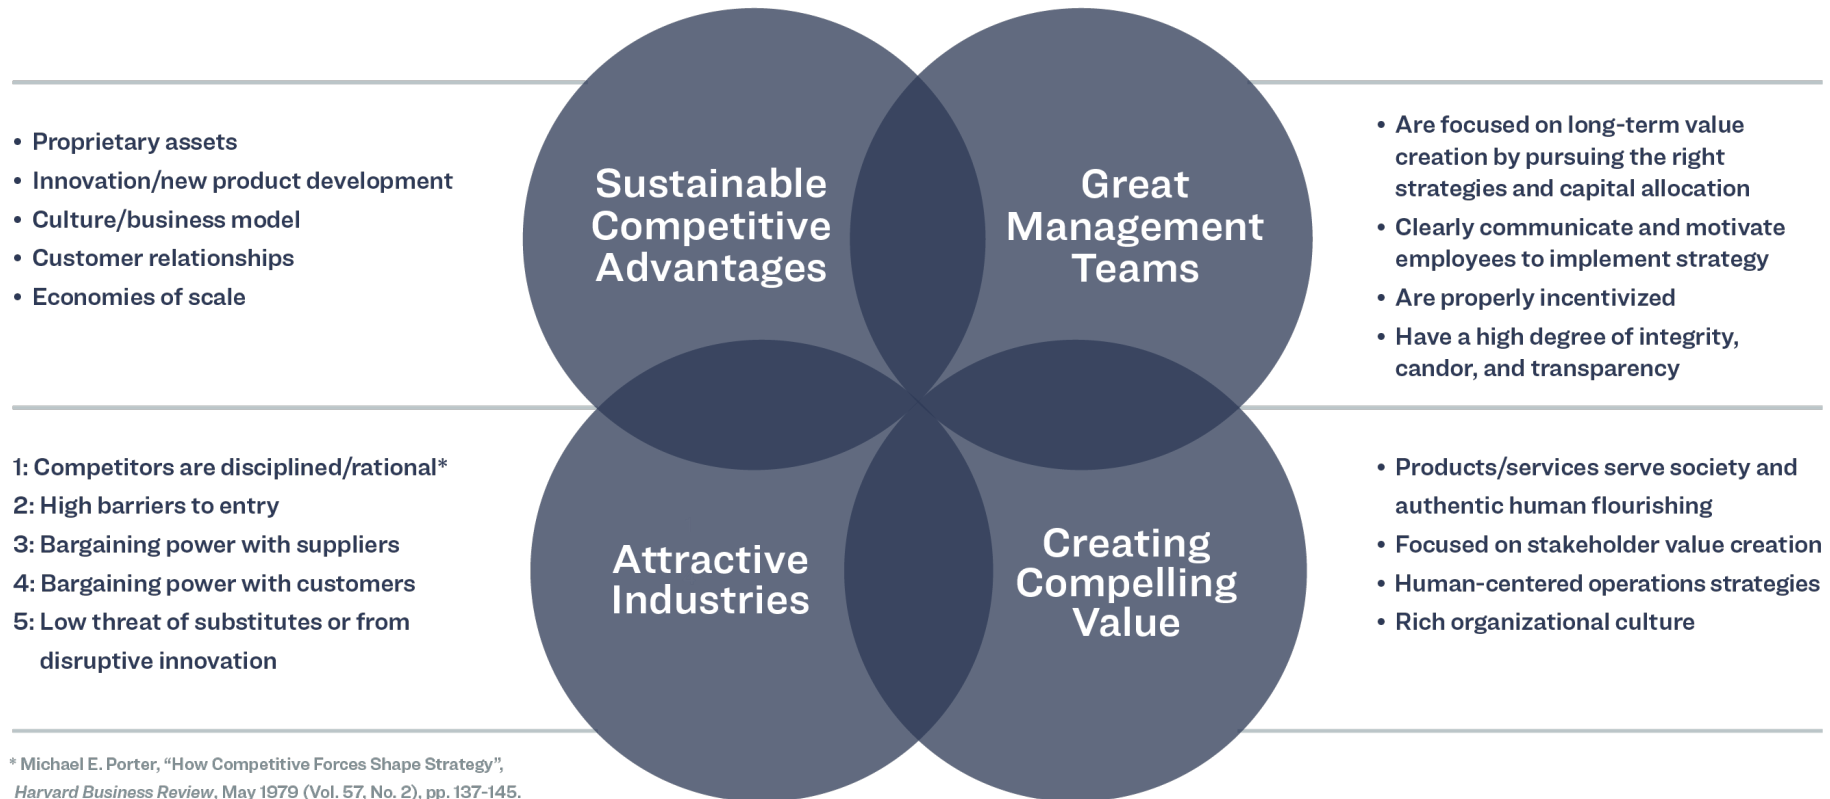 Sustainable
Competitive
Advantages
• Proprietary assets
• Innovation/new product development
• Culture/business model
• Customer relationships
• Economies of scale
Great
Management
Teams
• Are focused on long-term value
creation by pursuing the right
strategies and capital allocation
• Clearly communicate and motivate
employees to implement strategy
• Are properly incentivized
• Have a high degree of integrity,
candor, and transparency
Attractive
Industries
1: Competitors are disciplined/rational*
2: High barriers to entry
3: Bargaining power with suppliers
4: Bargaining power with customers
5: Low threat of substitutes or from
disruptive innovation
Creating
Compelling
Value
• Products/services serve society and
authentic human flourishing
• Focused on stakeholder value creation
• Human-centered operations strategies
• Rich organizational culture
* Michael E. Porter, “How Competitive Forces Shape Strategy”,
Harvard Business Review, May 1979 (Vol. 57, No. 2), pp. 137-145.